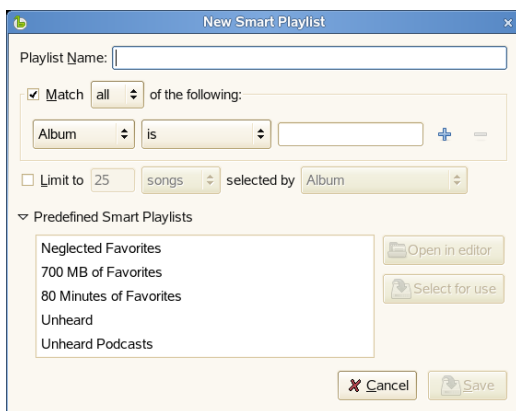 New Smart Playlist
Playlist Name:
Match all of the following:
Album is
Limit to 25 songs selected by Album
Predefined Smart Playlists
Neglected Favorites
700 MB of Favorites
80 Minutes of Favorites
Unheard
Unheard Podcasts
Open in editor
Select for use
Cancel Save